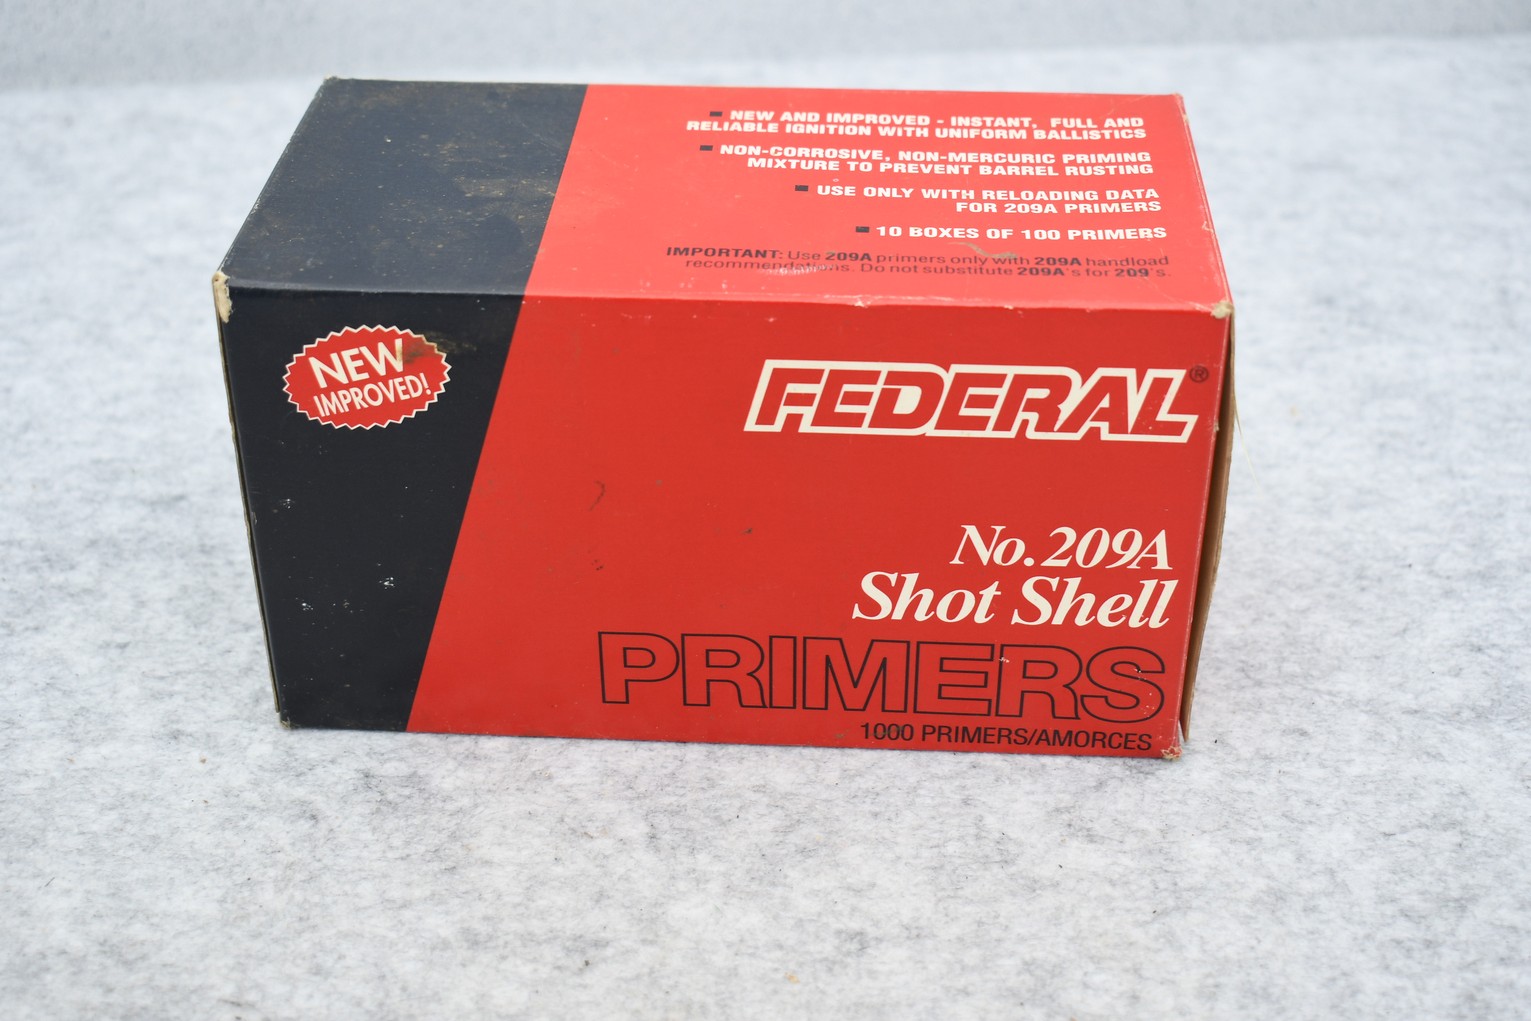 ■ NEW AND IMPROVED - INSTANT, FULL AND
RELIABLE IGNITION WITH UNIFORM BALLISTICS
■ NON-CORROSIVE, NON-MERCURIC PRIMING
MIXTURE TO PREVENT BARREL RUSTING
■ USE ONLY WITH RELOADING DATA
FOR 209A PRIMERS
■ 10 BOXES OF 100 PRIMERS
IMPORTANT: Use 209A primers only with 209A handload
recommendations. Do not substitute 209A's for 209's.
NEW
IMPROVED!
FEDERAL®
No. 209A
Shot Shell
PRIMERS
1000 PRIMERS/AMORCES